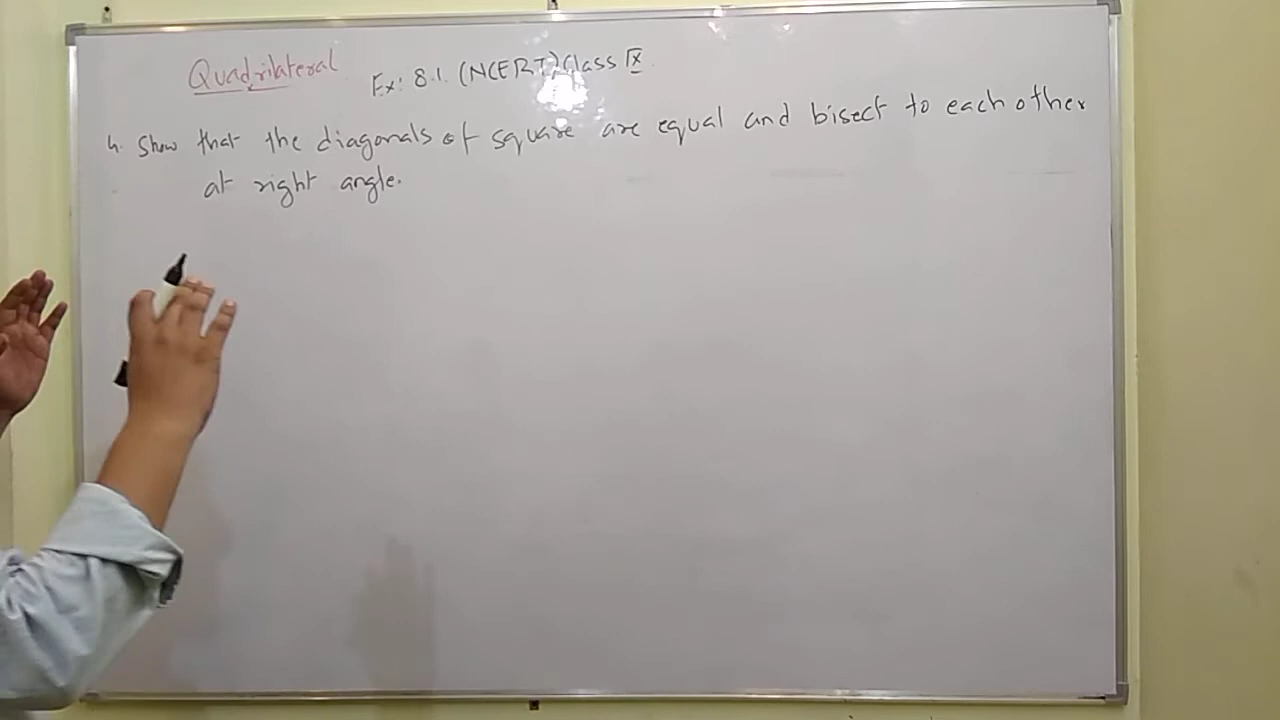 Quadrilateral Ex: 8.1. (NCERT) Class IX
4. Show that the diagonals of square are equal and bisect to each other
at right angle.